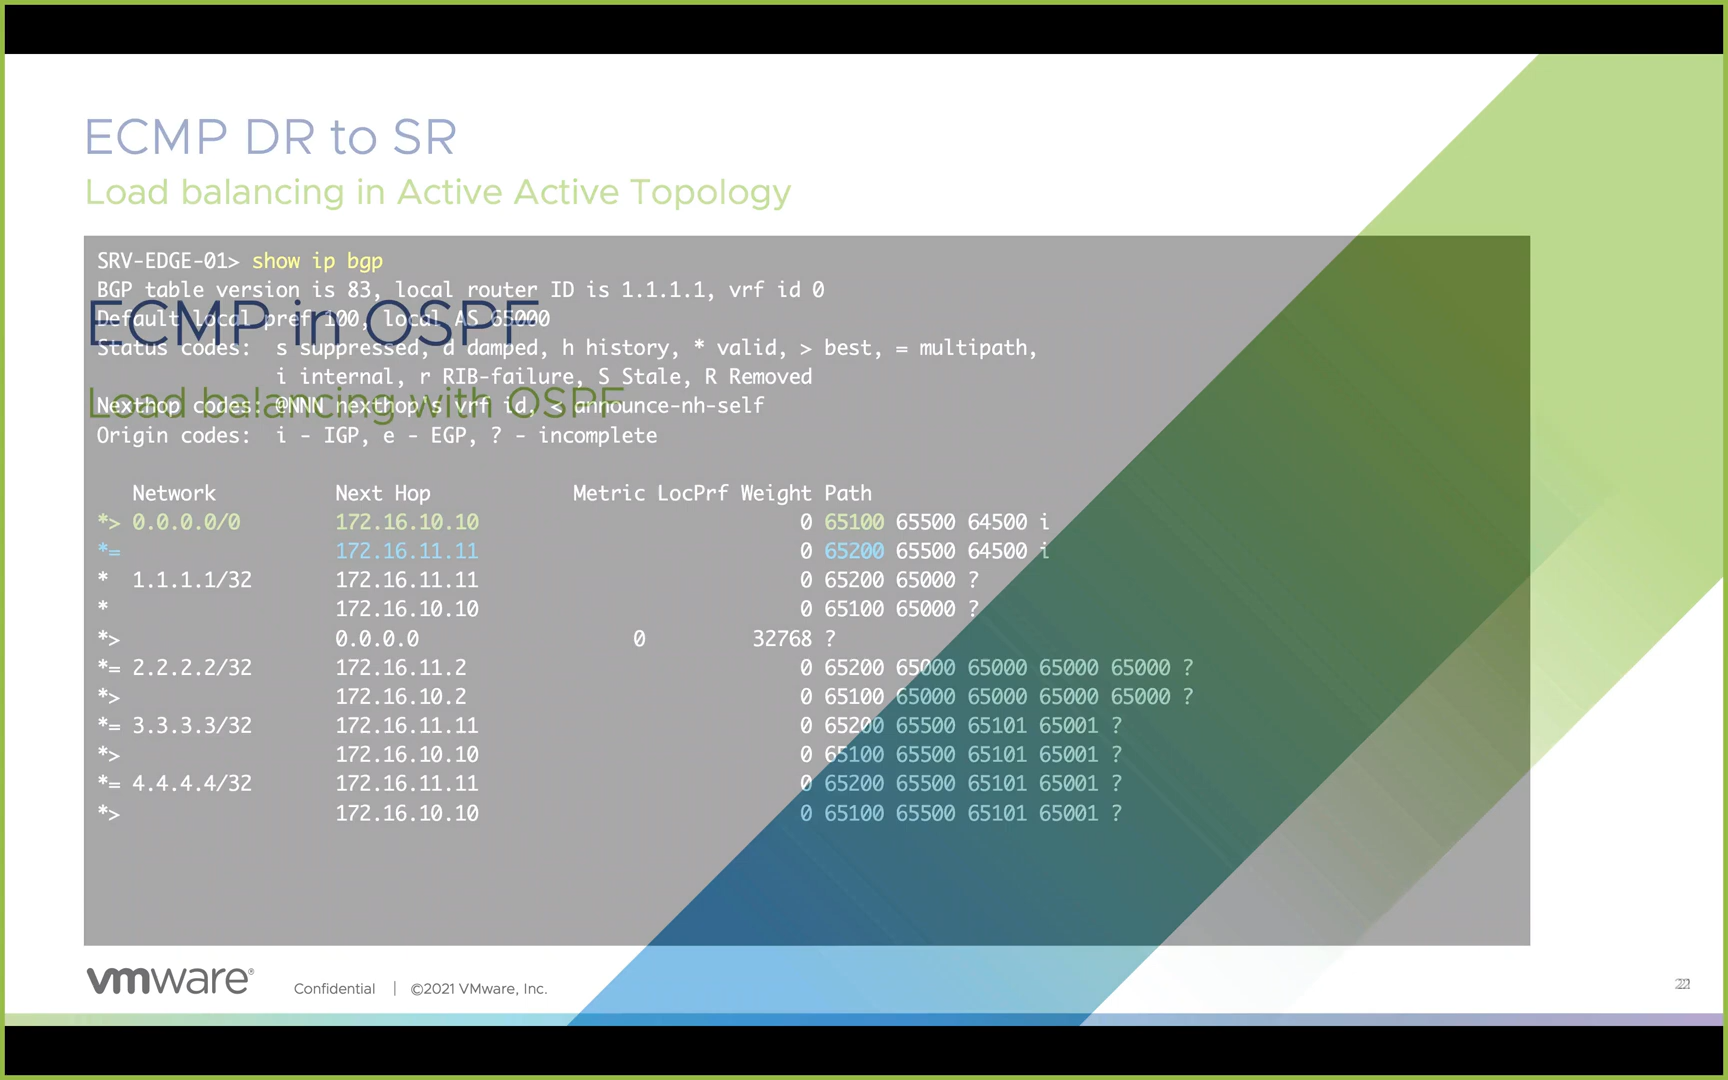 ECMP DR to SR
Load balancing in Active Active Topology
SRV-EDGE-01> show ip bgp
BGP table version is 83, local router ID is 1.1.1.1, vrf id 0
ECMP in OSPF
Default local pref 100, local AS 65000
Status codes:  s suppressed, d damped, h history, * valid, > best, = multipath,
i internal, r RIB-failure, S Stale, R Removed
Load balancing with OSPF
Nexthop codes: @NNN nexthop's vrf id, < announce-nh-self
Origin codes:  i - IGP, e - EGP, ? - incomplete
Network          Next Hop            Metric LocPrf Weight Path
*> 0.0.0.0/0        172.16.10.10                           0 65100 65500 64500 i
*=                  172.16.11.11                           0 65200 65500 64500 i
*  1.1.1.1/32       172.16.11.11                           0 65200 65000 ?
*                   172.16.10.10                           0 65100 65000 ?
*>                  0.0.0.0                  0         32768 ?
*= 2.2.2.2/32       172.16.11.2                            0 65200 65000 65000 65000 65000 ?
*>                  172.16.10.2                            0 65100 65000 65000 65000 65000 ?
*= 3.3.3.3/32       172.16.11.11                           0 65200 65500 65101 65001 ?
*>                  172.16.10.10                           0 65100 65500 65101 65001 ?
*= 4.4.4.4/32       172.16.11.11                           0 65200 65500 65101 65001 ?
*>                  172.16.10.10                           0 65100 65500 65101 65001 ?
vmware®
Confidential | ©2021 VMware, Inc.